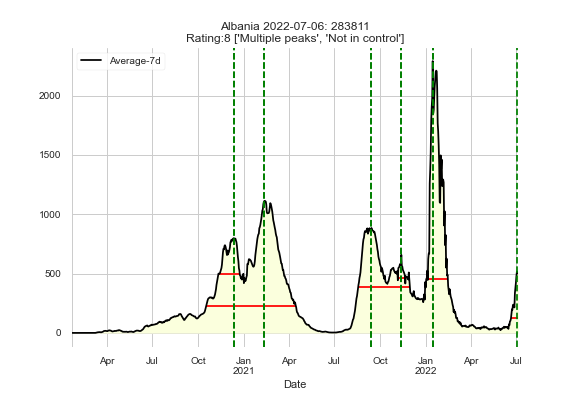 Albania 2022-07-06: 283811
Rating:8 ['Multiple peaks', 'Not in control']
Average-7d
2000
1500
1000
500
0
Apr Jul Oct Jan Apr Jul Oct Jan Apr Jul
2021 2022
Date